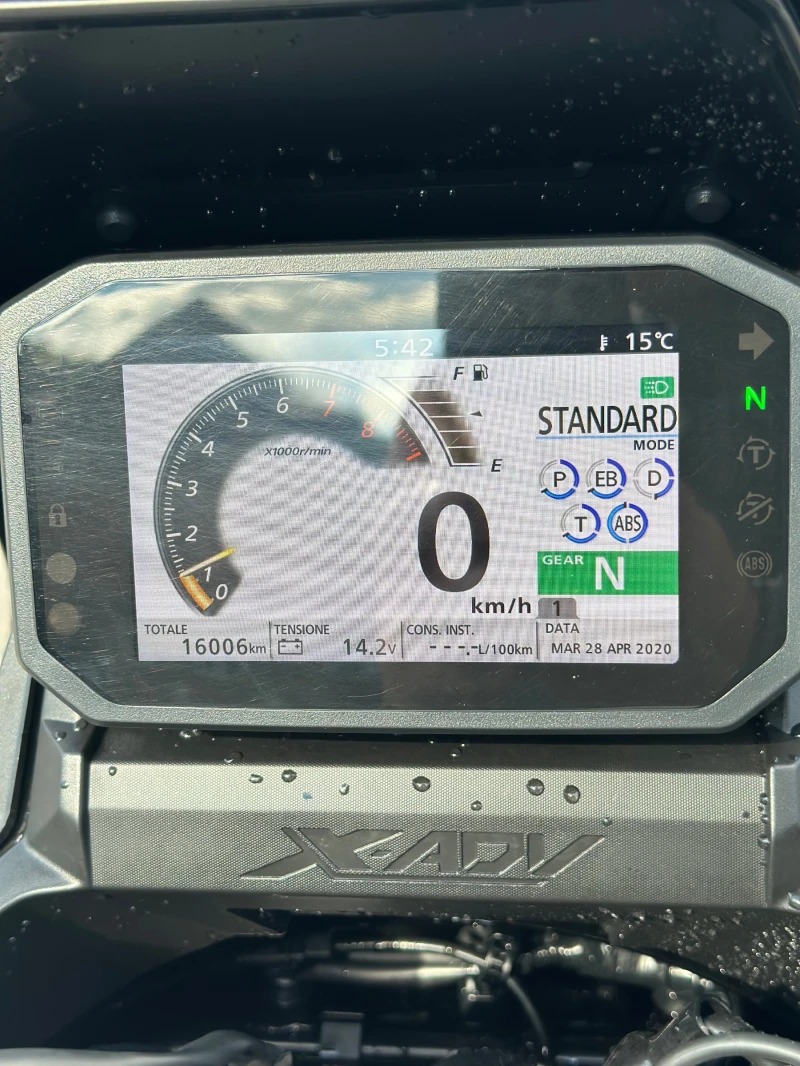 5:42 15°C
F
STANDARD
MODE
P EB D
T ABS
E
8
7
6
5
4
3
2
1
0
X1000r/min
0
km/h
GEAR N
1
TOTALE
16006km
TENSIONE
14.2V
CONS. INST.
---.-L/100km
DATA
MAR 28 APR 2020
N
T
ABS
X-ADV